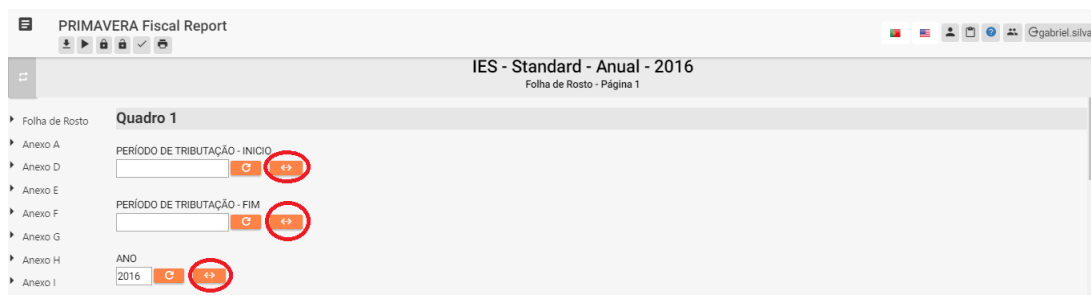 PRIMAVERA Fiscal Report
gabriel.silva
IES - Standard - Anual - 2016
Folha de Rosto - Página 1
Folha de Rosto
Anexo A
Anexo D
Anexo E
Anexo F
Anexo G
Anexo H
Anexo I
Quadro 1
PERÍODO DE TRIBUTAÇÃO - INICIO
PERÍODO DE TRIBUTAÇÃO - FIM
ANO
2016